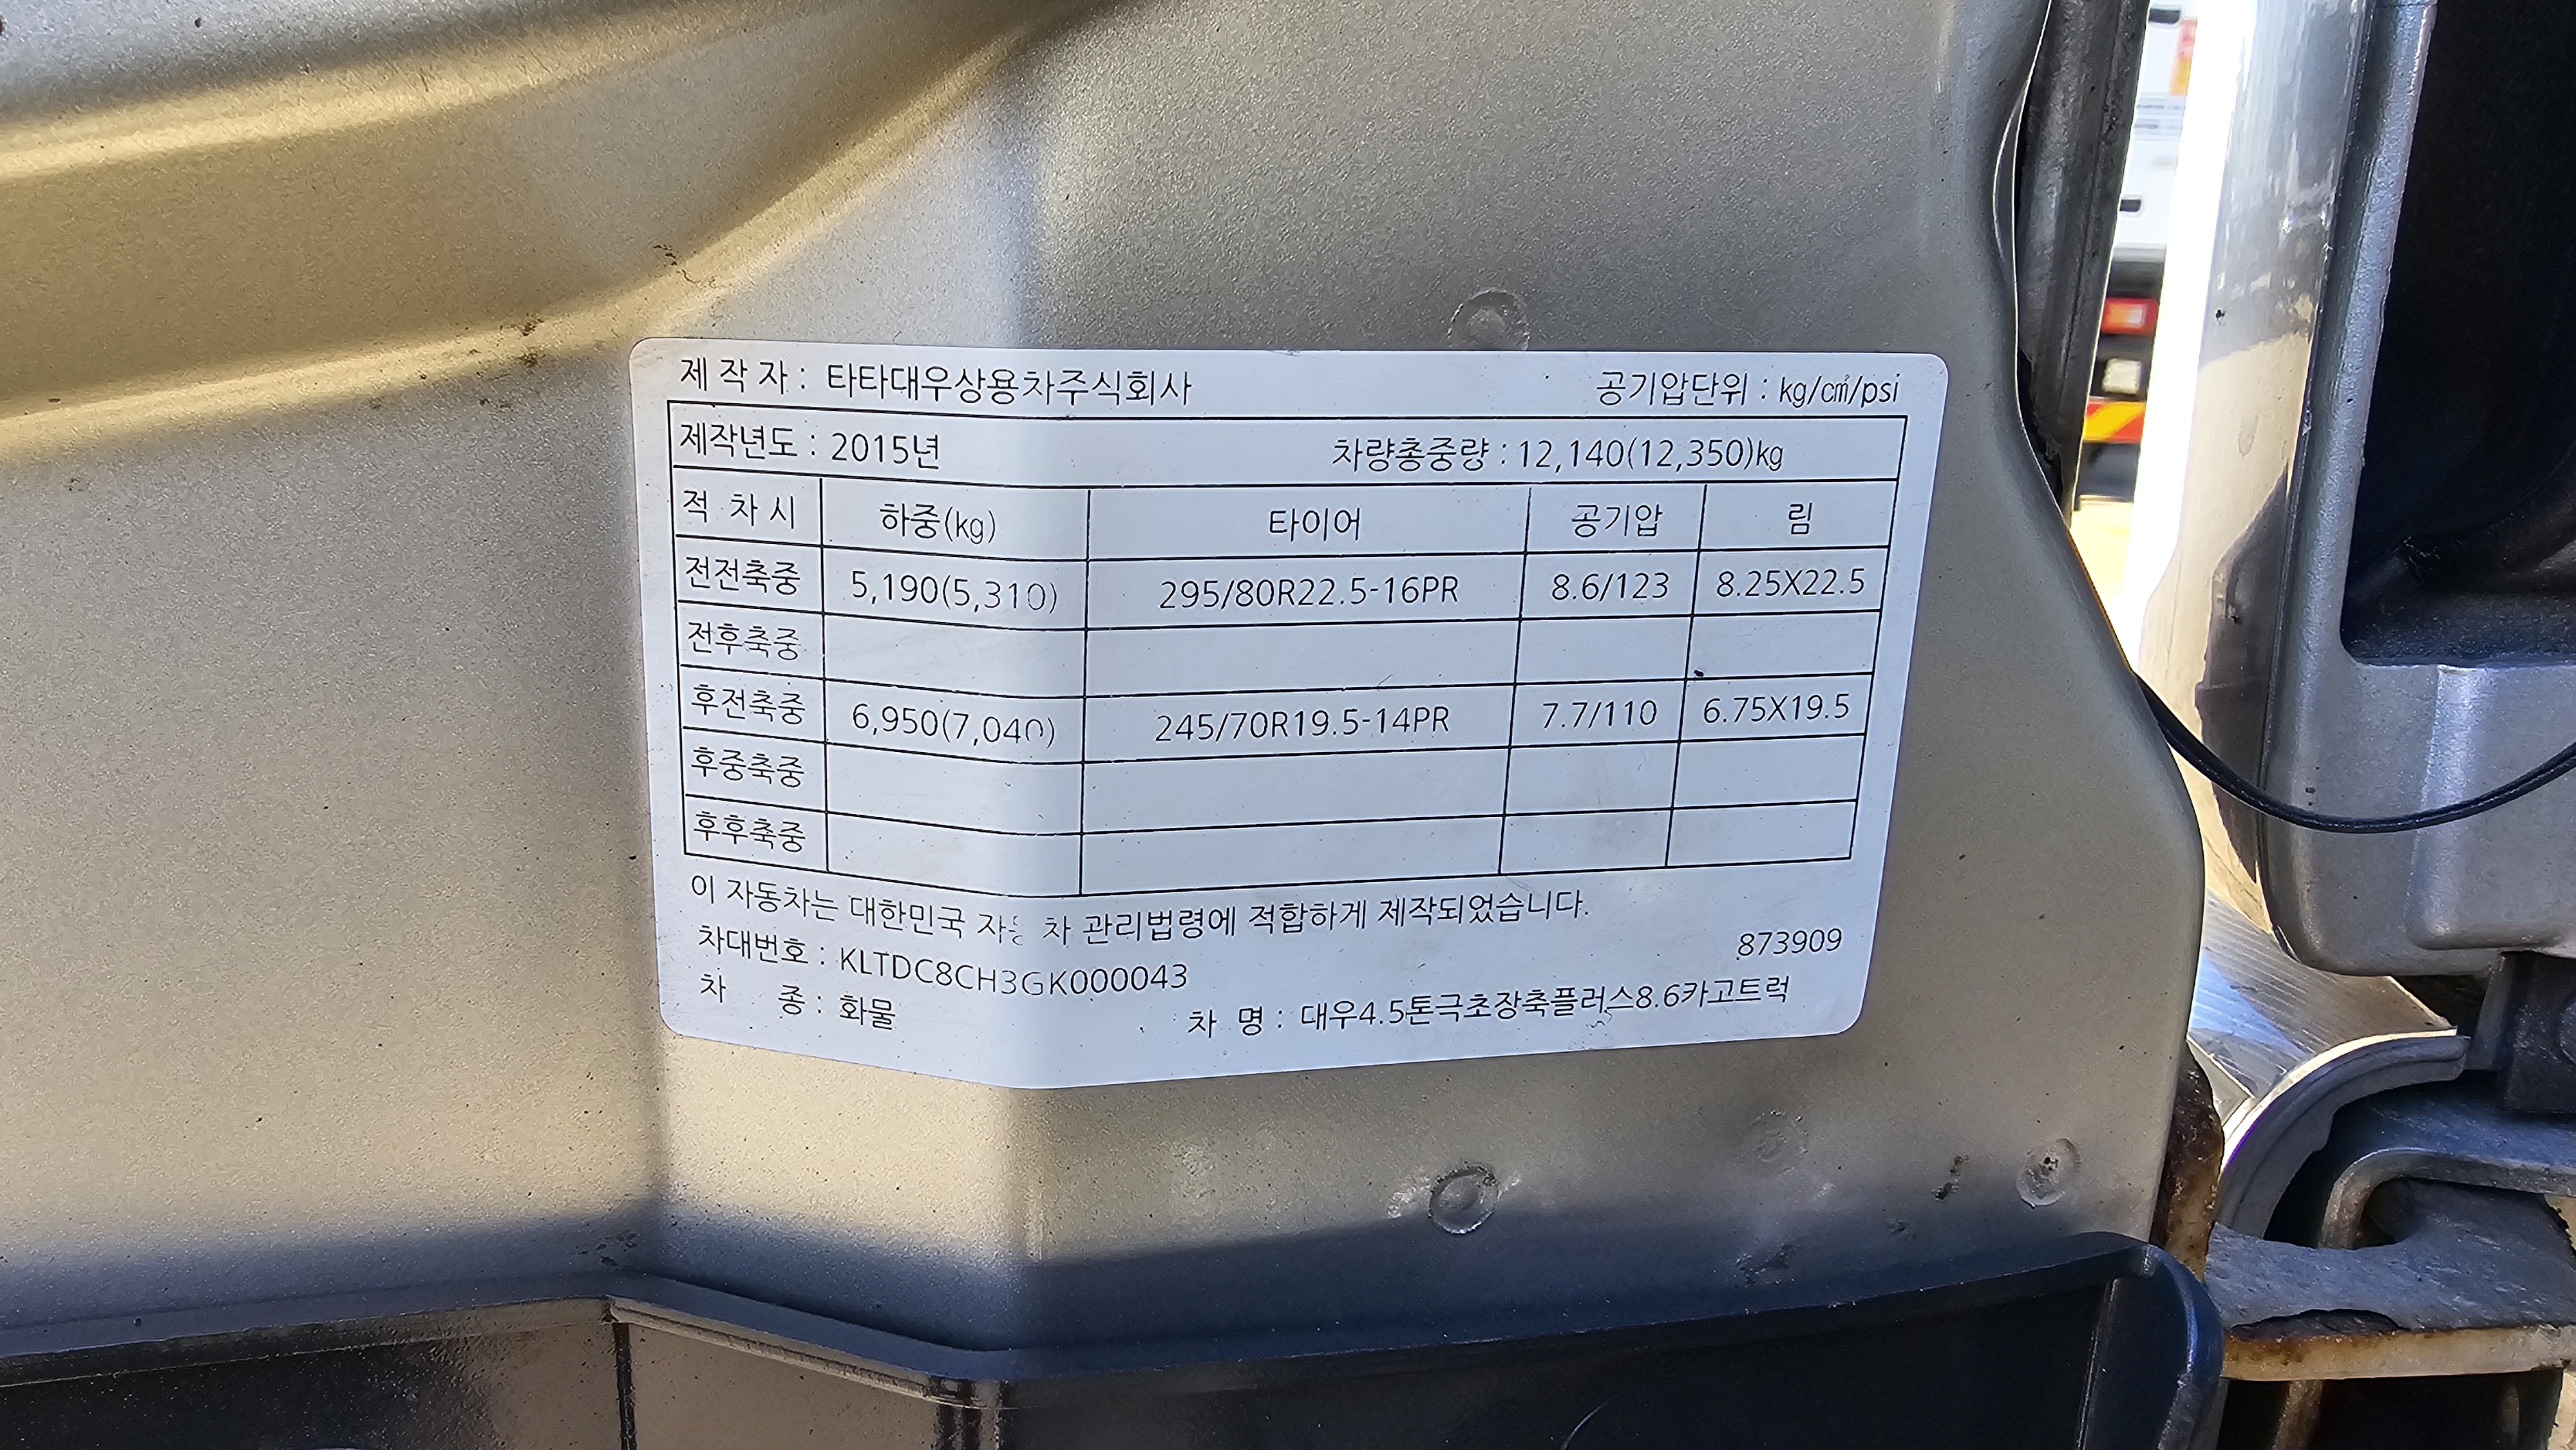 제 작 자 : 타타대우상용차주식회사 공기압단위 : kg/㎠/psi
제작년도 : 2015년 차량총중량 : 12,140(12,350)kg
적 차 시 하중(kg) 타이어 공기압 림
전전축중 5,190(5,310) 295/80R22.5-16PR 8.6/123 8.25X22.5
전후축중
후전축중 6,950(7,040) 245/70R19.5-14PR 7.7/110 6.75X19.5
후중축중
후후축중
이 자동차는 대한민국 자동차 관리법령에 적합하게 제작되었습니다.
873909
차대번호 : KLTDC8CH3GK000043
차 종 : 화물 차 명 : 대우4.5톤극초장축플러스8.6카고트럭